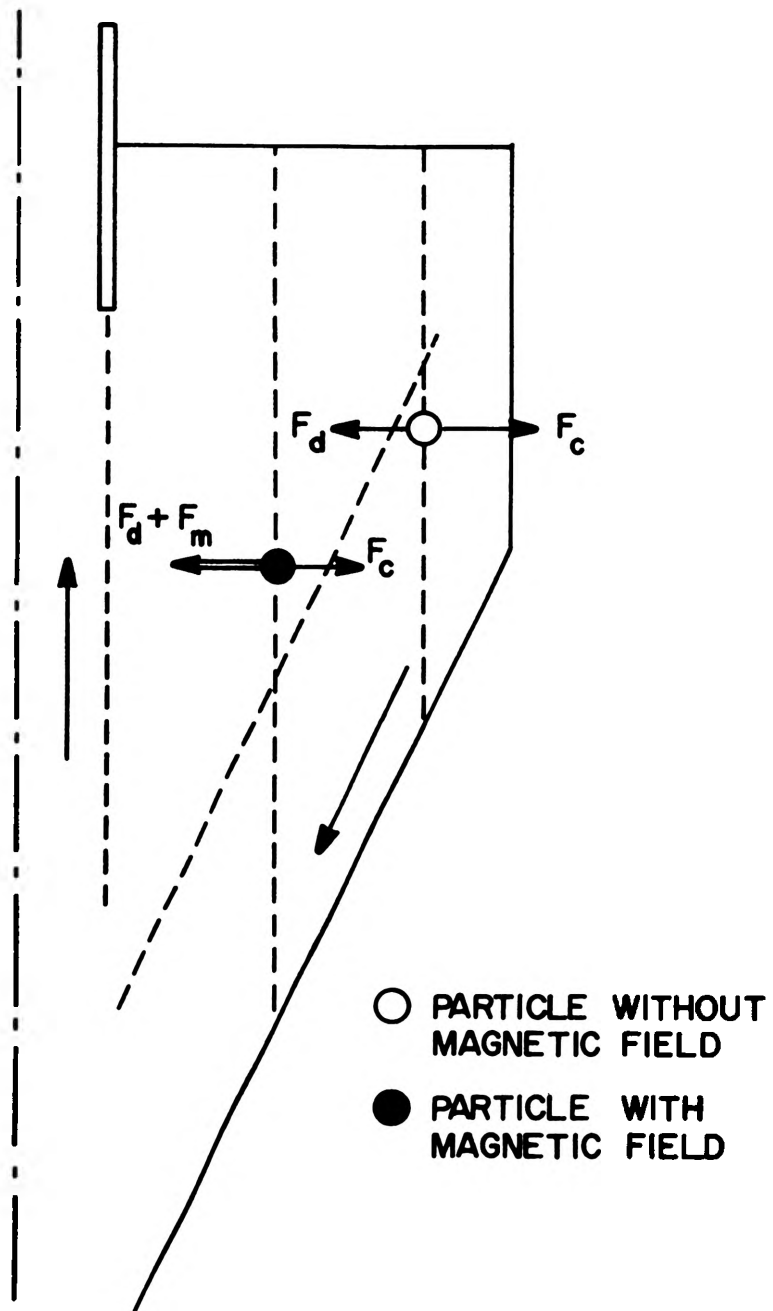 F_d
F_c
F_d + F_m
F_c
PARTICLE WITHOUT
MAGNETIC FIELD
PARTICLE WITH
MAGNETIC FIELD